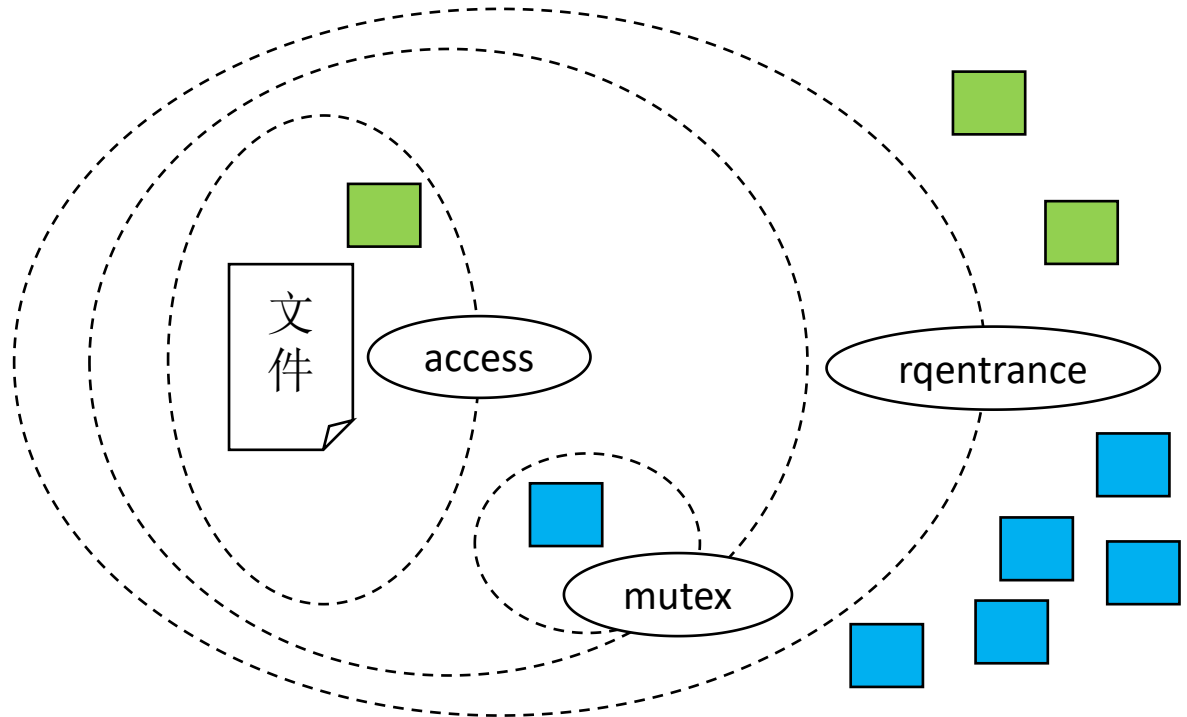 文
件
access
rqentrance
mutex